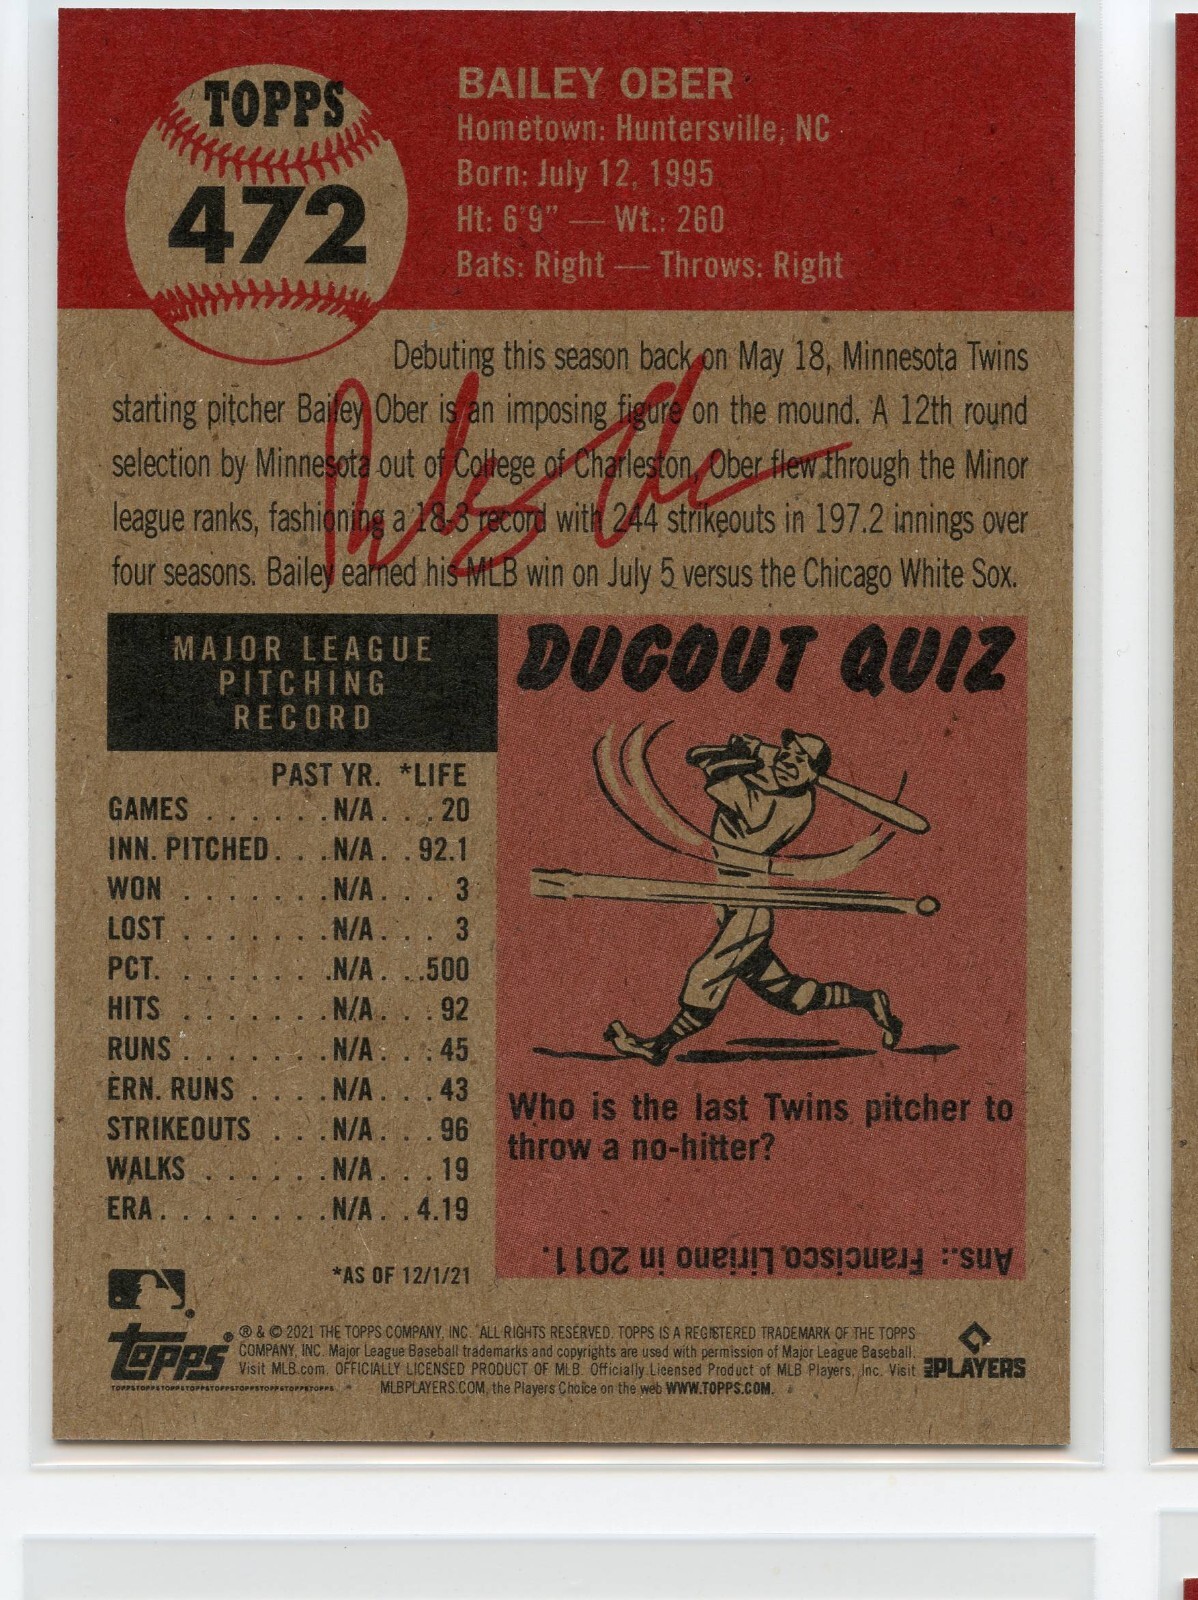 TOPPS
472
BAILEY OBER
Hometown: Huntersville, NC
Born: July 12, 1995
Ht: 6'9" — Wt.: 260
Bats: Right — Throws: Right
Debuting this season back on May 18, Minnesota Twins
starting pitcher Bailey Ober is an imposing figure on the mound. A 12th round
selection by Minnesota out of College of Charleston, Ober flew through the Minor
league ranks, fashioning a 18-3 record with 244 strikeouts in 197.2 innings over
four seasons. Bailey earned his MLB win on July 5 versus the Chicago White Sox.
MAJOR LEAGUE
PITCHING
RECORD
PAST YR. *LIFE
GAMES . . . . . . N/A . . . 20
INN. PITCHED . . . N/A . . 92.1
WON . . . . . . . N/A . . . 3
LOST . . . . . . . N/A . . . 3
PCT. . . . . . . . N/A . . .500
HITS . . . . . . . N/A . . . 92
RUNS . . . . . . . N/A . . . 45
ERN. RUNS . . . . N/A . . . 43
STRIKEOUTS . . . N/A . . . 96
WALKS . . . . . . N/A . . . 19
ERA . . . . . . . . N/A . . 4.19
*AS OF 12/1/21
DUGOUT QUIZ
Who is the last Twins pitcher to
throw a no-hitter?
Ans.: Francisco Liriano in 2011.
topps
® & © 2021 THE TOPPS COMPANY, INC. ALL RIGHTS RESERVED. TOPPS IS A REGISTERED TRADEMARK OF THE TOPPS
COMPANY, INC. Major League Baseball trademarks and copyrights are used with permission of Major League Baseball.
Visit MLB.com. OFFICIALLY LICENSED PRODUCT OF MLB. Officially Licensed Product of MLB Players, Inc. Visit
MLBPLAYERS.COM, the Players Choice on the web WWW.TOPPS.COM.
TOPPSTOPPSTOPPSTOPPSTOPPSTOPPSTOPPSTOPPS
MLB PLAYERS